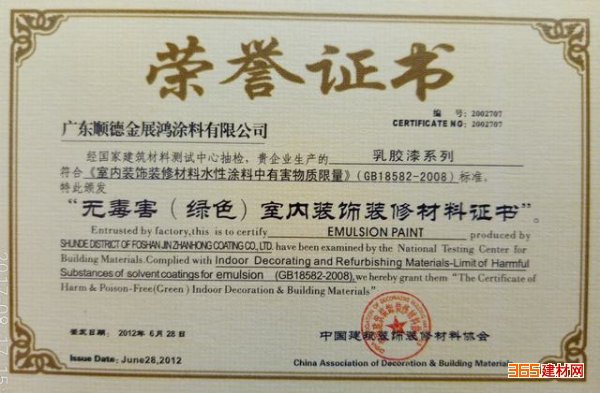 荣誉证书
编 号：2002707
CERTIFICATE NO：2002707
广东顺德金展鸿涂料有限公司
经国家建筑材料测试中心抽检，贵企业生产的 乳胶漆系列
符合《室内装饰装修材料水性涂料中有害物质限量》（GB18582-2008）标准。
特此颁发
“无毒害（绿色）室内装饰装修材料证书”。
Entrusted by factory,this is to certify EMULSION PAINT produced by
SHUNDE DISTRICT OF FOSHAN JIN ZHANHONG COATING CO., LTD. have been examined by the National Testing Center for
Building Materials.Complied with Indoor Decorating and Refurbishing Materials-Limit of Harmful
Substances of solvent coatings for emulsion (GB18582-2008),we hereby grant them "The Certificate of
Harm & Poison-Free(Green) Indoor Decoration & Building Materials"
签发日期： 2012年 6月 28日
中国建筑装饰装修材料协会
Issue Date：June28,2012
China Association of Decoration & Building Materials
365建材网